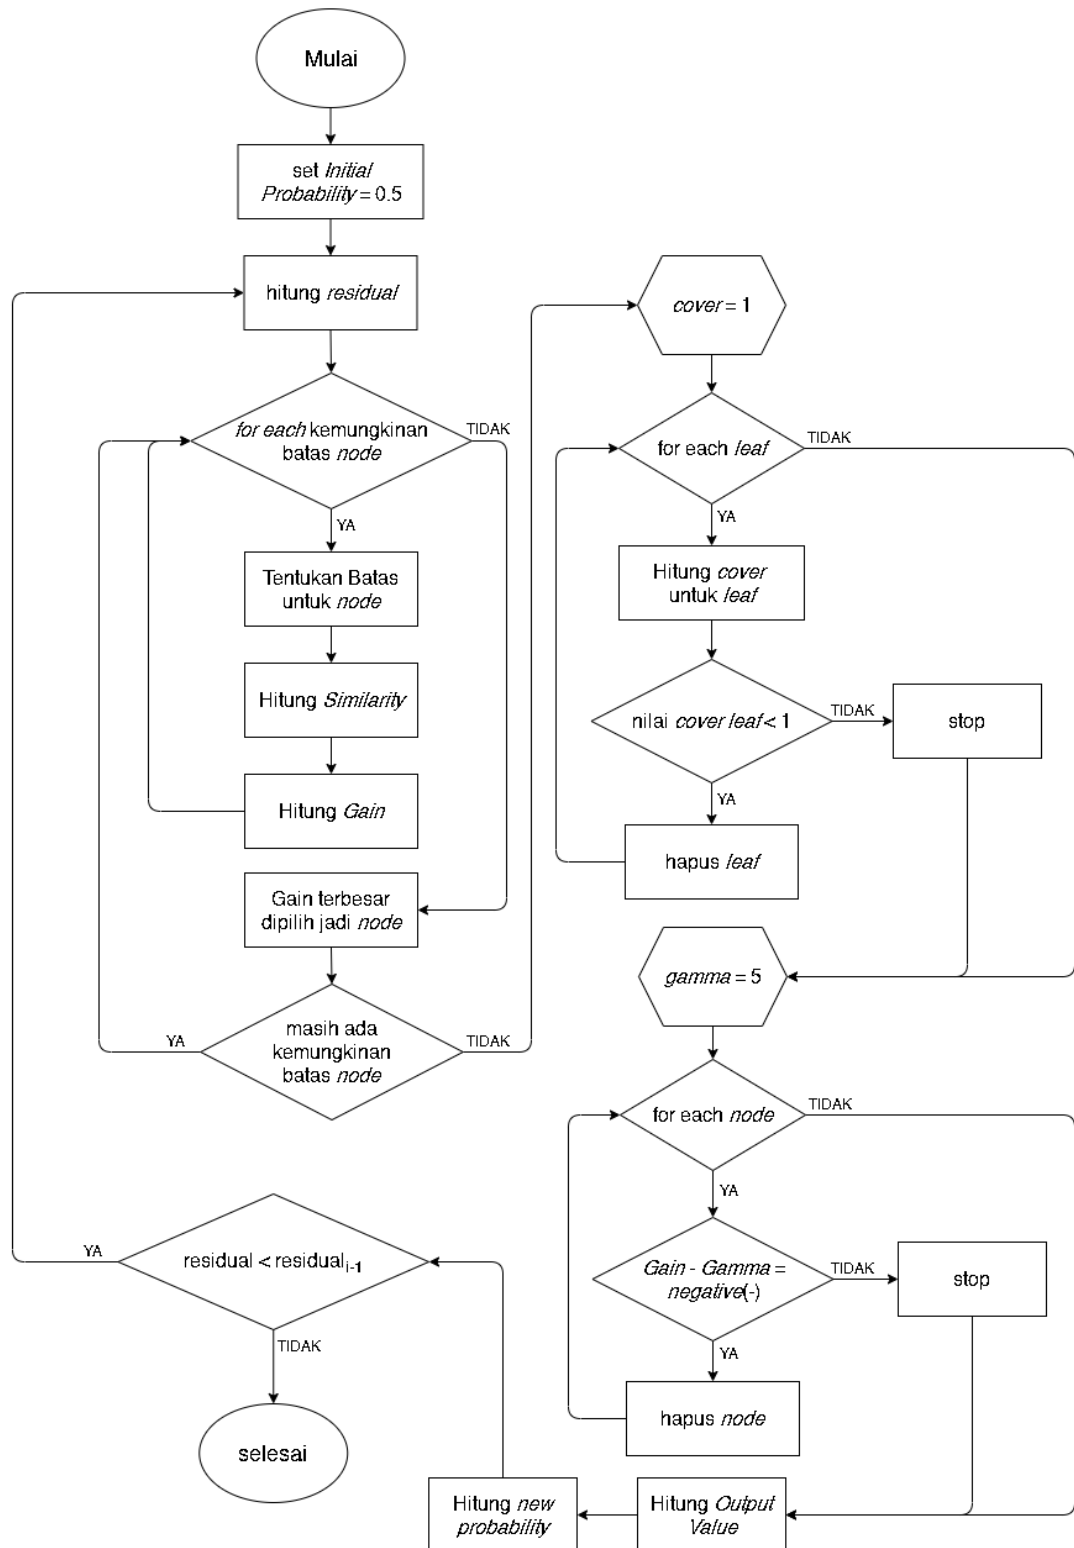 Mulai
set Initial
Probability = 0.5
hitung residual
for each kemungkinan
batas node
TIDAK
YA
Tentukan Batas
untuk node
Hitung Similarity
Hitung Gain
Gain terbesar
dipilih jadi node
masih ada
kemungkinan
batas node
YA
TIDAK
cover = 1
for each leaf
TIDAK
YA
Hitung cover
untuk leaf
nilai cover leaf < 1
TIDAK
stop
YA
hapus leaf
gamma = 5
for each node
TIDAK
YA
Gain - Gamma =
negative(-)
TIDAK
stop
YA
hapus node
Hitung Output
Value
Hitung new
probability
residual < residual i-1
YA
TIDAK
selesai